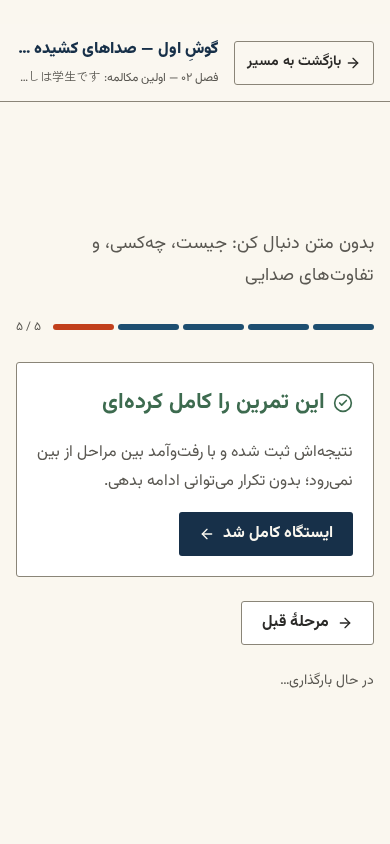 بازگشت به مسیر
گوشِ اول — صداهای کشیده ...
فصل ۰۲ — اولین مکالمه: しは学生です...
بدون متن دنبال کن: جیست، چه‌کسی، و
تفاوت‌های صدایی
۵ / ۵
این تمرین را کامل کرده‌ای
نتیجه‌اش ثبت شده و با رفت‌وآمد بین مراحل از بین
نمی‌رود؛ بدون تکرار می‌توانی ادامه بدهی.
ایستگاه کامل شد
مرحلهٔ قبل
در حال بارگذاری…